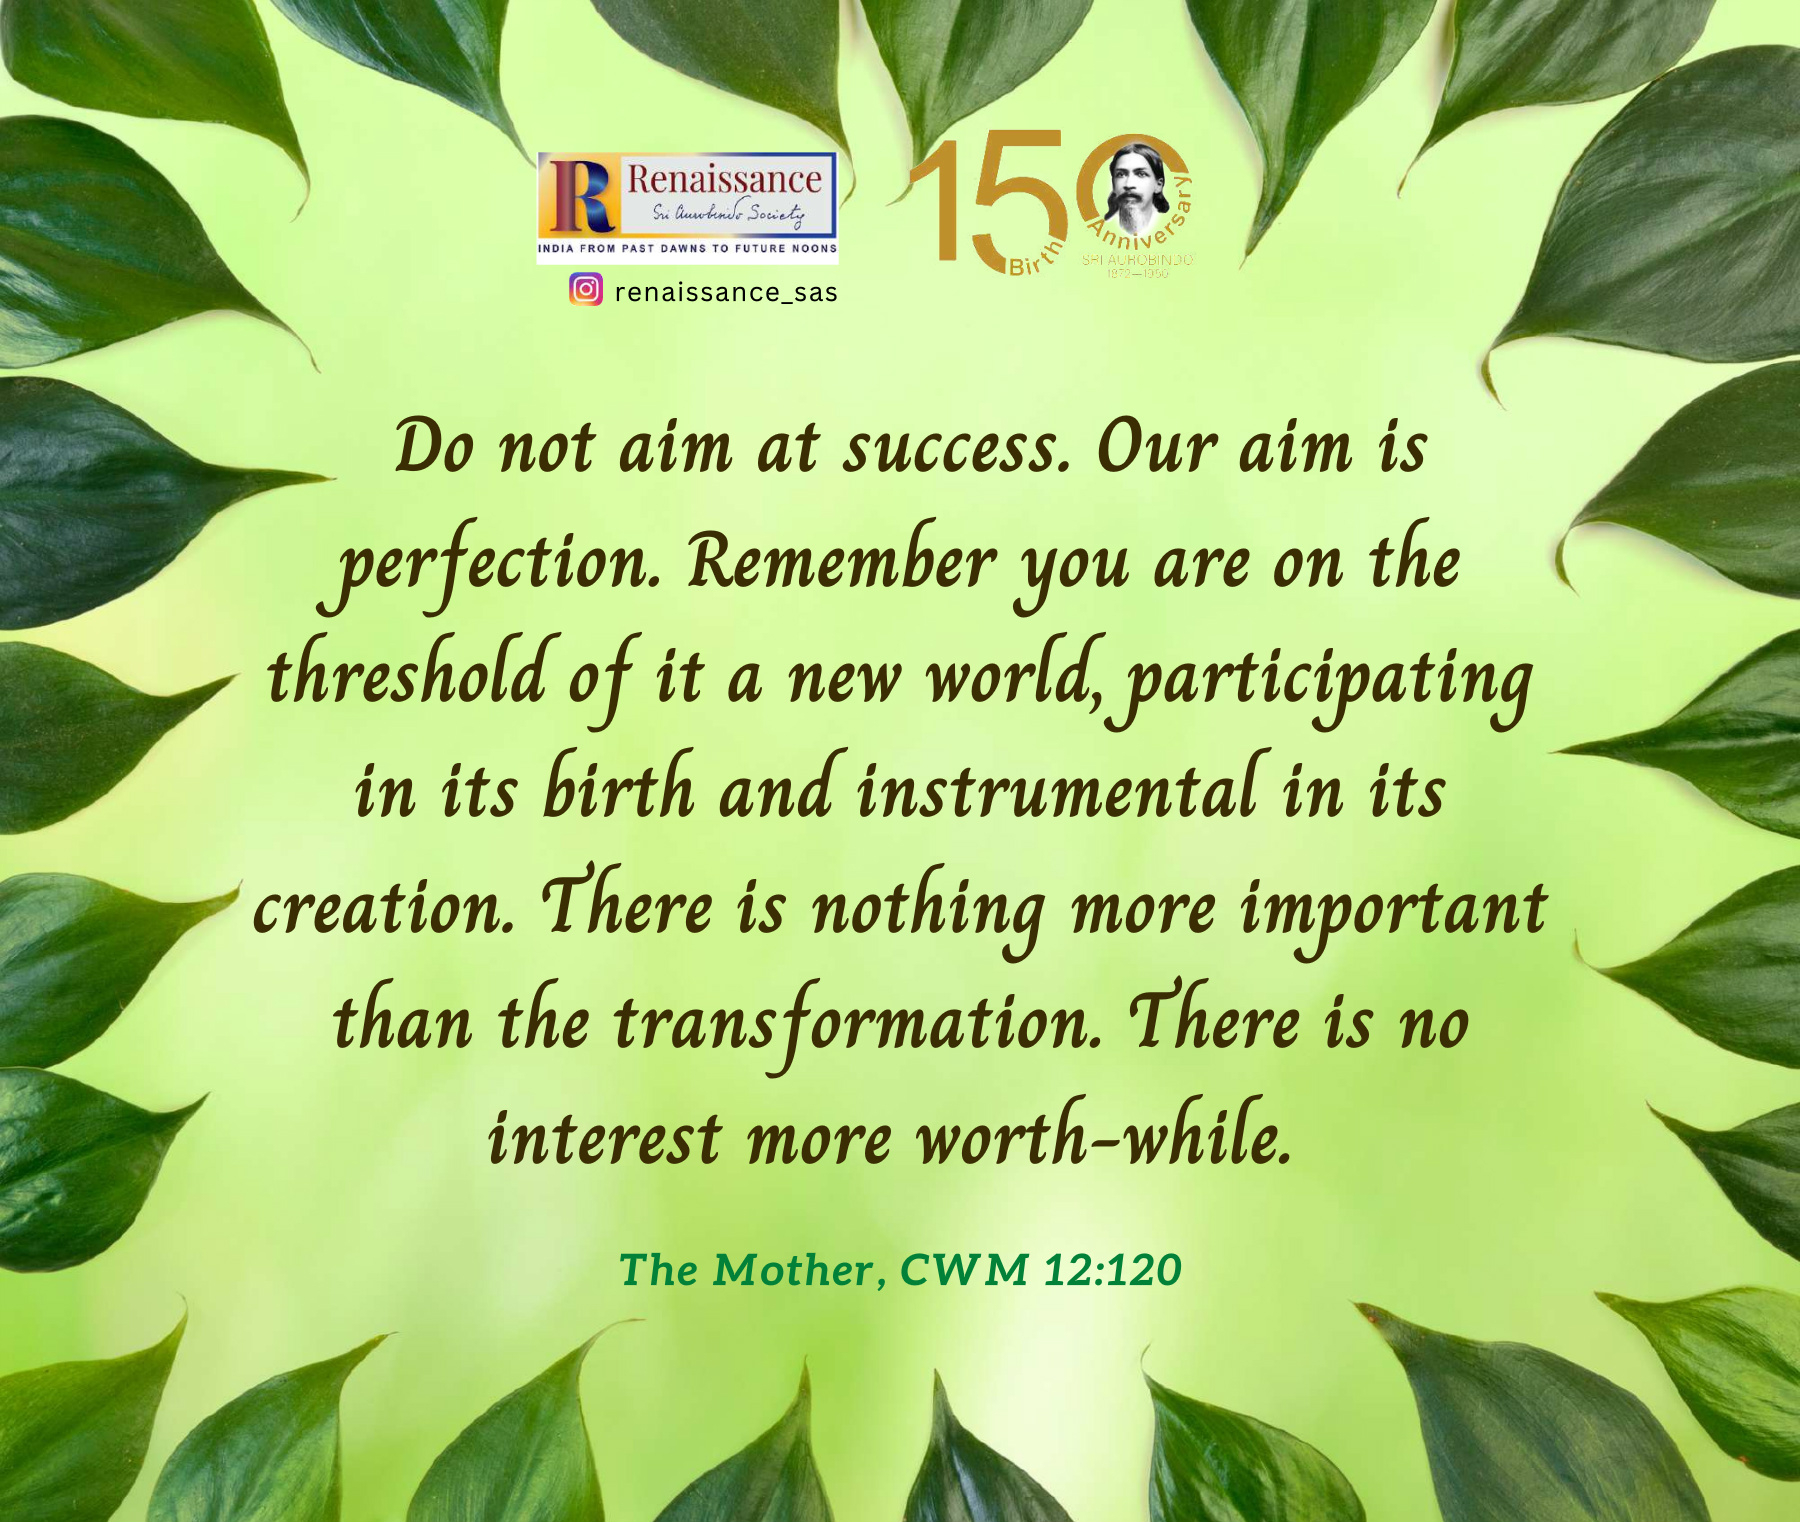 R Renaissance
Sri Aurobindo Society
INDIA FROM PAST DAWNS TO FUTURE NOONS
renaissance_sas
150
Birth Anniversary
SRI AUROBINDO
1872—1950
Do not aim at success. Our aim is
perfection. Remember you are on the
threshold of it a new world, participating
in its birth and instrumental in its
creation. There is nothing more important
than the transformation. There is no
interest more worth-while.
The Mother, CWM 12:120